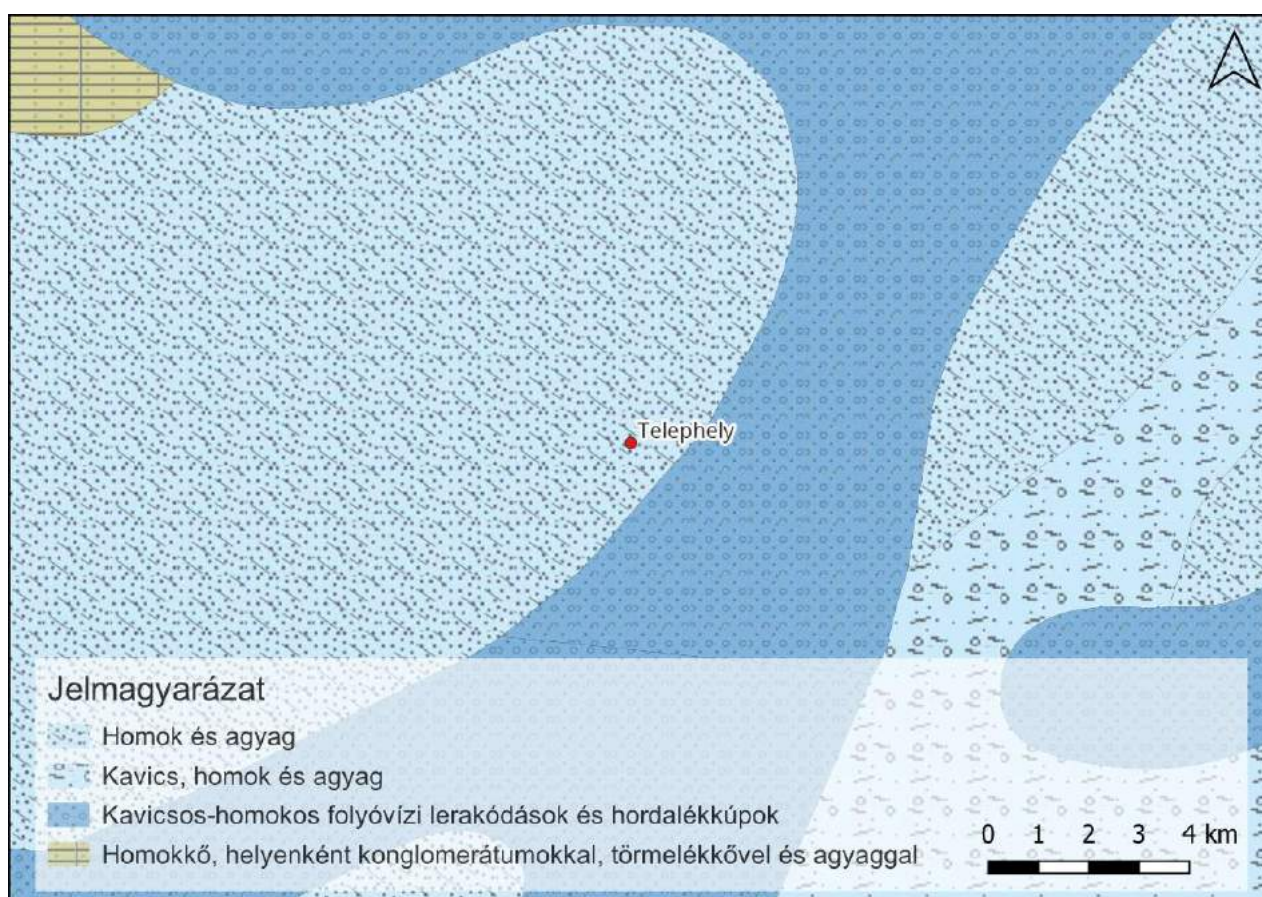 Telephely
Jelmagyarázat
Homok és agyag
Kavics, homok és agyag
Kavicsos-homokos folyóvízi lerakódások és hordalékkúpok
Homokkő, helyenként konglomerátumokkal, törmelékkővel és agyaggal
0 1 2 3 4 km